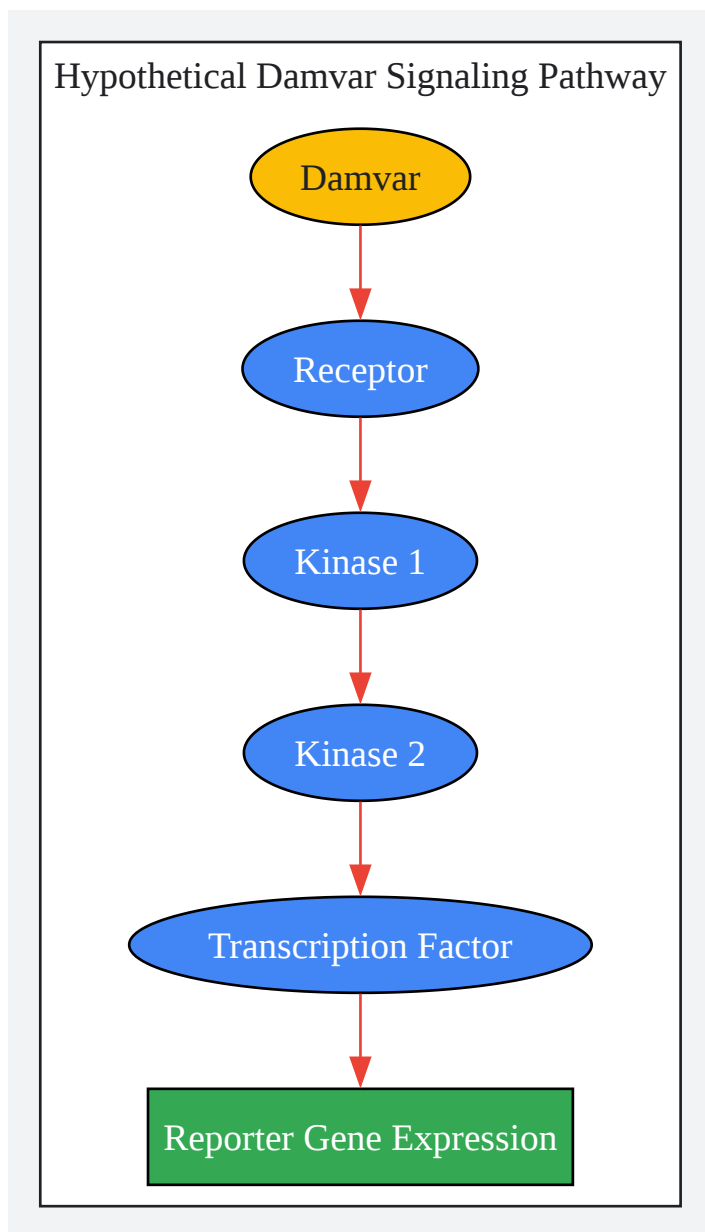 Hypothetical Damvar Signaling Pathway
Damvar
Receptor
Kinase 1
Kinase 2
Transcription Factor
Reporter Gene Expression